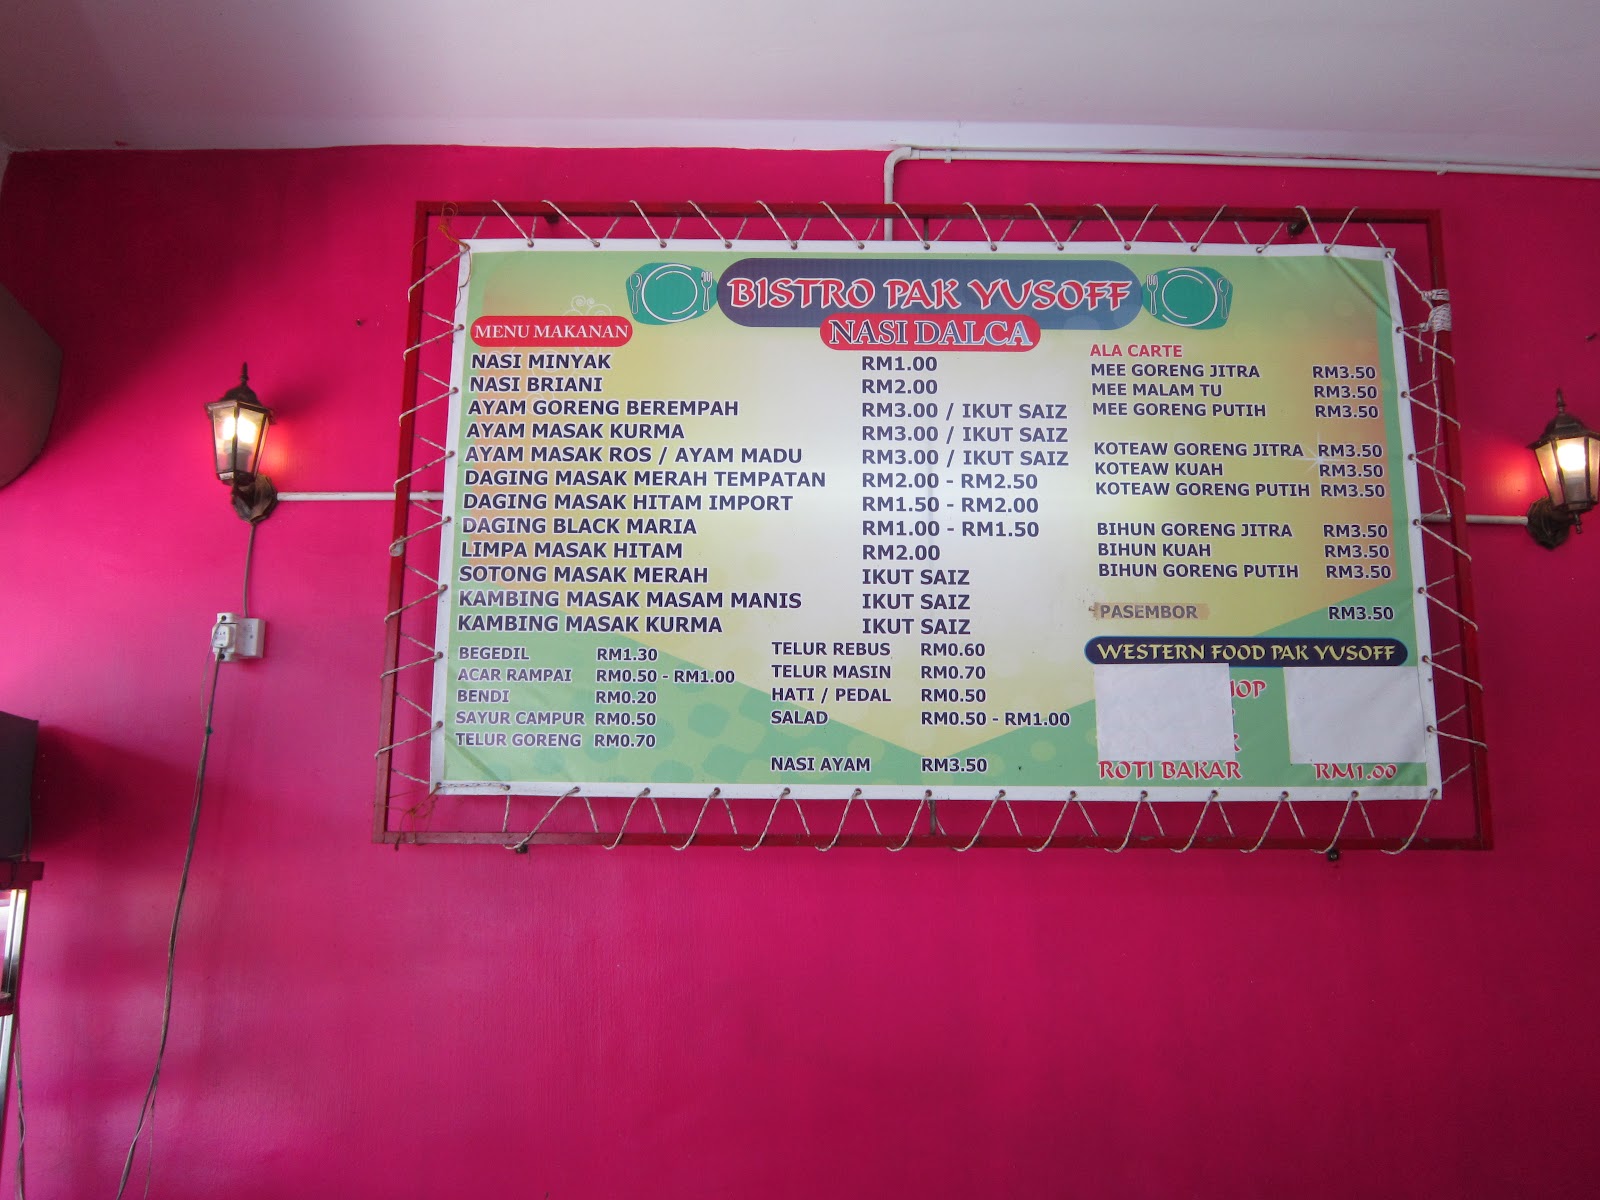 BISTRO PAK YUSOFF
MENU MAKANAN
NASI DALCA
NASI MINYAK RM1.00
NASI BRIANI RM2.00
AYAM GORENG BEREMPAH RM3.00 / IKUT SAIZ
AYAM MASAK KURMA RM3.00 / IKUT SAIZ
AYAM MASAK ROS / AYAM MADU RM3.00 / IKUT SAIZ
DAGING MASAK MERAH TEMPATAN RM2.00 - RM2.50
DAGING MASAK HITAM IMPORT RM1.50 - RM2.00
DAGING BLACK MARIA RM1.00 - RM1.50
LIMPA MASAK HITAM RM2.00
SOTONG MASAK MERAH IKUT SAIZ
KAMBING MASAK MASAM MANIS IKUT SAIZ
KAMBING MASAK KURMA IKUT SAIZ
BEGEDIL RM1.30
ACAR RAMPAI RM0.50 - RM1.00
BENDI RM0.20
SAYUR CAMPUR RM0.50
TELUR GORENG RM0.70
TELUR REBUS RM0.60
TELUR MASIN RM0.70
HATI / PEDAL RM0.50
SALAD RM0.50 - RM1.00
NASI AYAM RM3.50
ALA CARTE
MEE GORENG JITRA RM3.50
MEE MALAM TU RM3.50
MEE GORENG PUTIH RM3.50
KOTEAW GORENG JITRA RM3.50
KOTEAW KUAH RM3.50
KOTEAW GORENG PUTIH RM3.50
BIHUN GORENG JITRA RM3.50
BIHUN KUAH RM3.50
BIHUN GORENG PUTIH RM3.50
PASEMBOR RM3.50
WESTERN FOOD PAK YUSOFF
ROTI BAKAR RM1.00